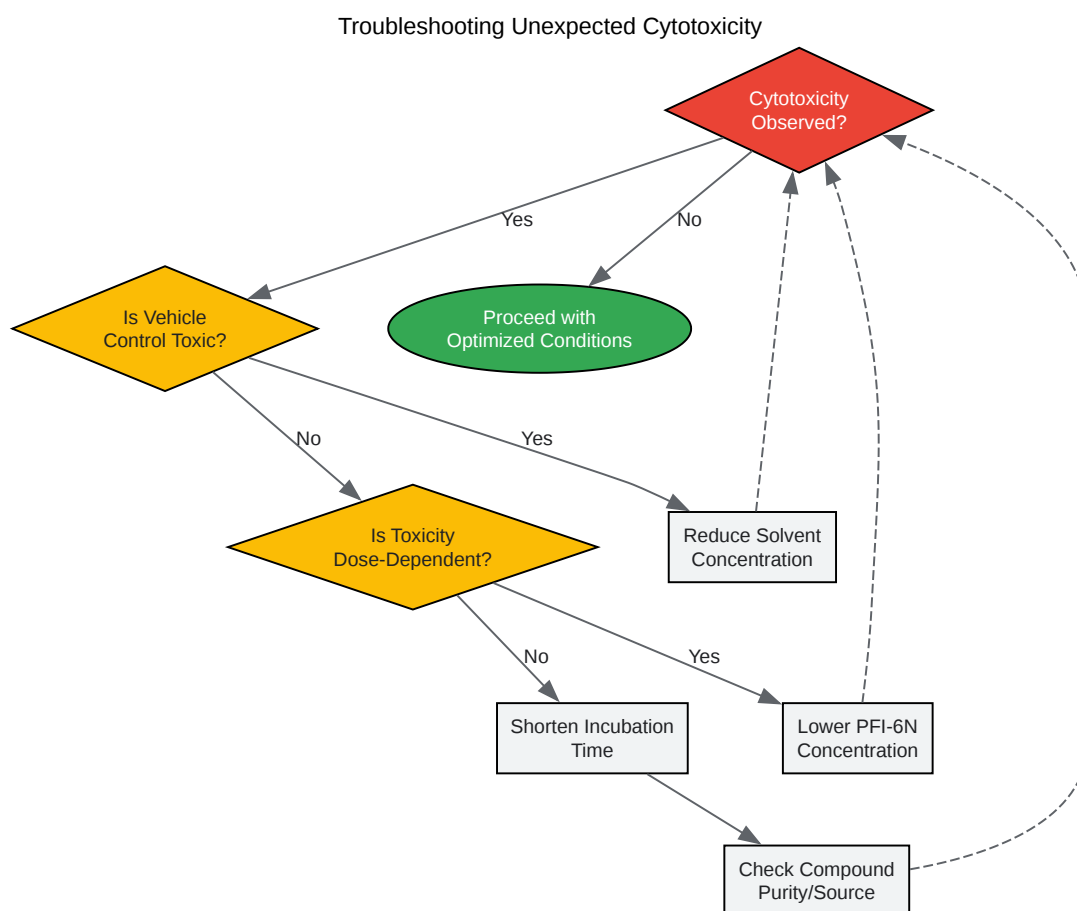 Troubleshooting Unexpected Cytotoxicity
Cytotoxicity
Observed?
Yes
No
Is Vehicle
Control Toxic?
Proceed with
Optimized Conditions
No
Yes
Is Toxicity
Dose-Dependent?
Reduce Solvent
Concentration
No
Yes
Shorten Incubation
Time
Lower PFI-6N
Concentration
Check Compound
Purity/Source